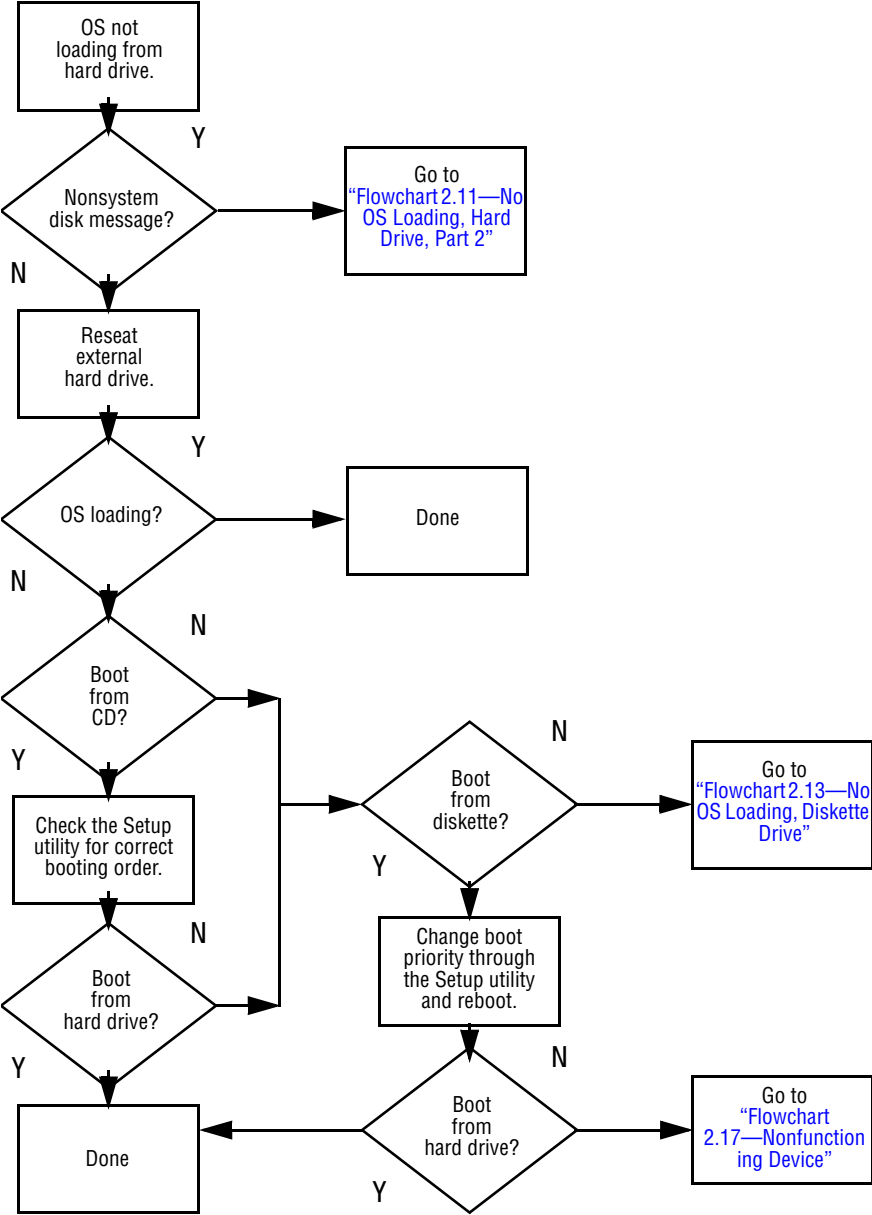 OS not
loading from
hard drive.
Y
Nonsystem
disk message?
Go to
“Flowchart 2.11—No
OS Loading, Hard
Drive, Part 2”
N
Reseat
external
hard drive.
Y
OS loading?
Done
N
N
Boot
from
CD?
Y
N
Boot
from
diskette?
Go to
“Flowchart 2.13—No
OS Loading, Diskette
Drive”
Check the Setup
utility for correct
booting order.
Y
N
Change boot
priority through
the Setup utility
and reboot.
Boot
from
hard drive?
Y
N
Boot
from
hard drive?
Go to
“Flowchart
2.17—Nonfunction
ing Device”
Done
Y